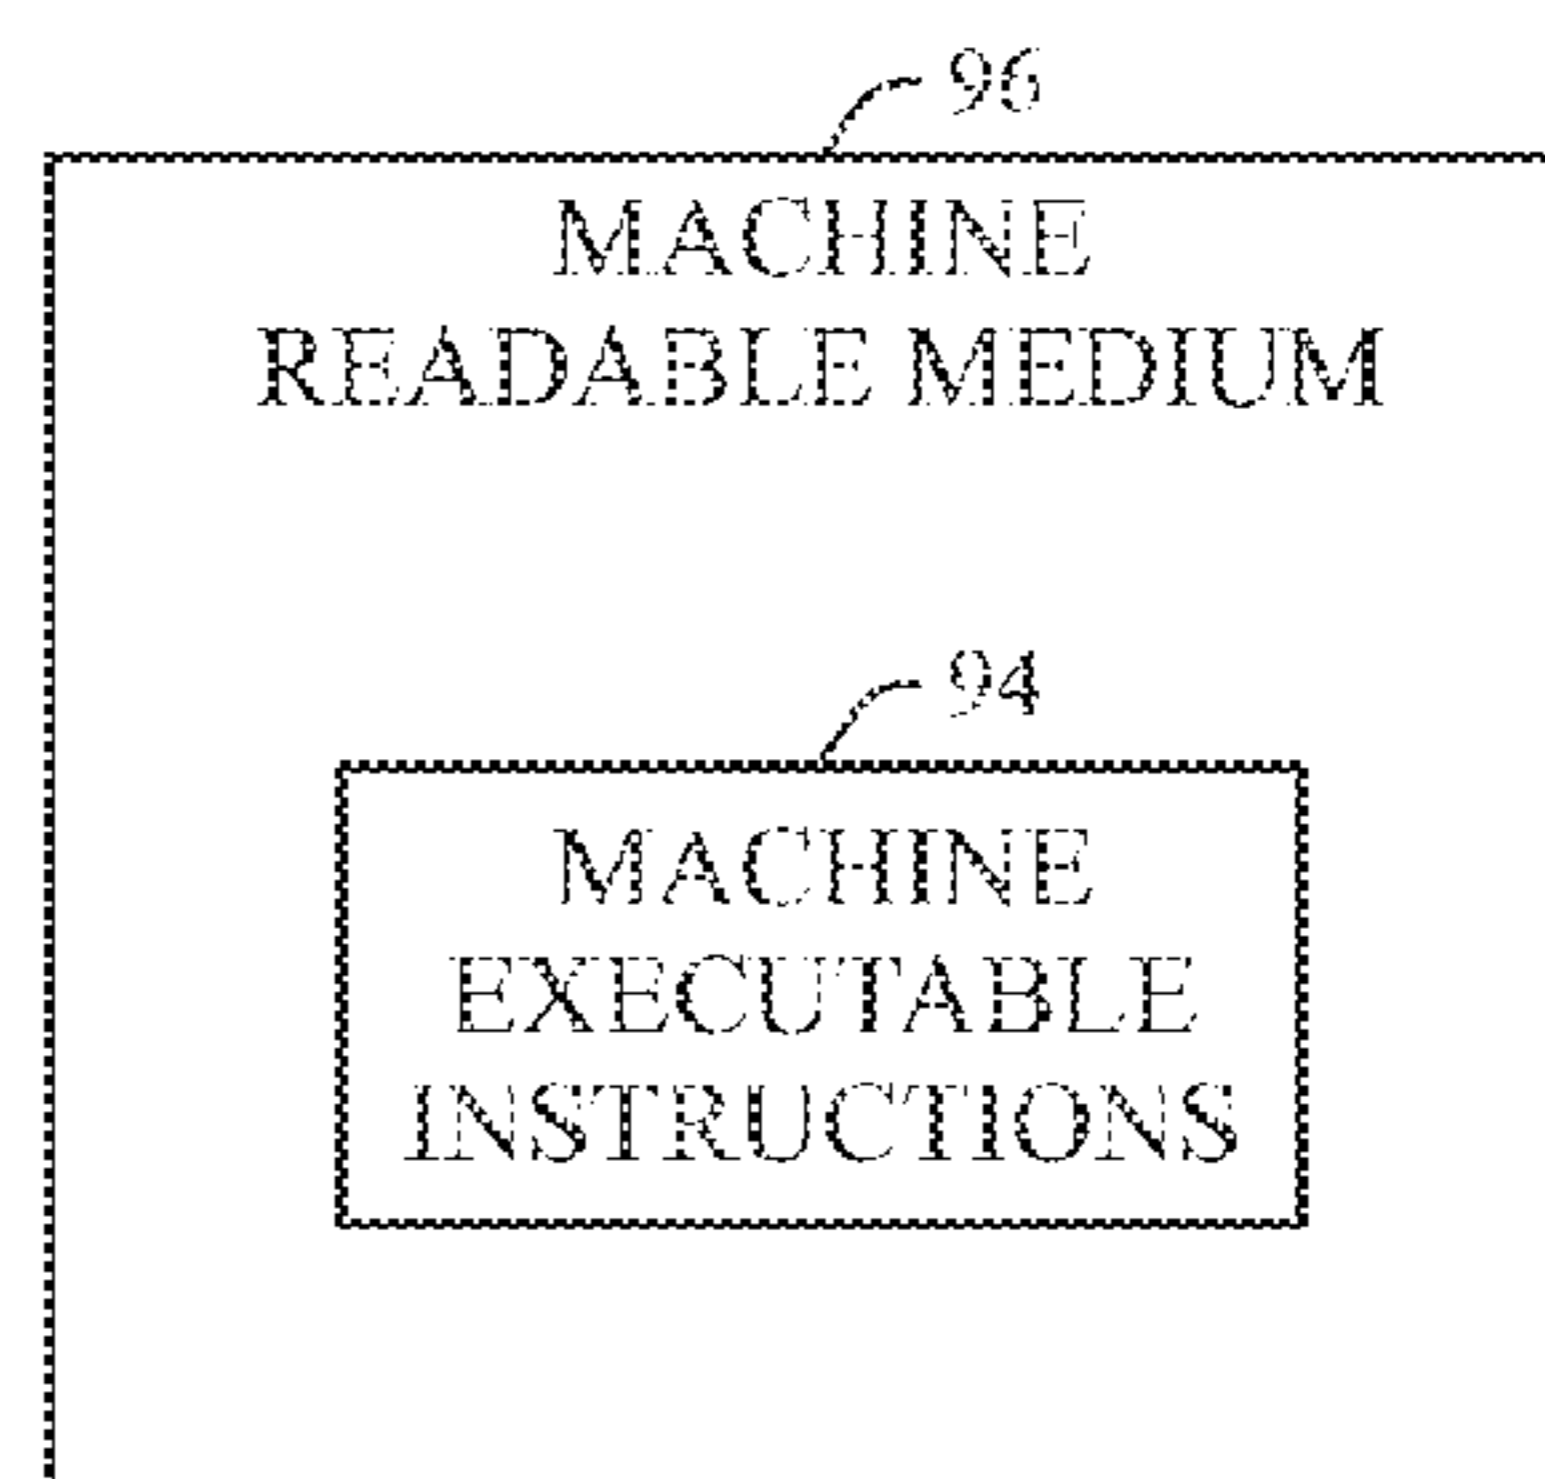 96
MACHINE
READABLE MEDIUM
94
MACHINE
EXECUTABLE
INSTRUCTIONS